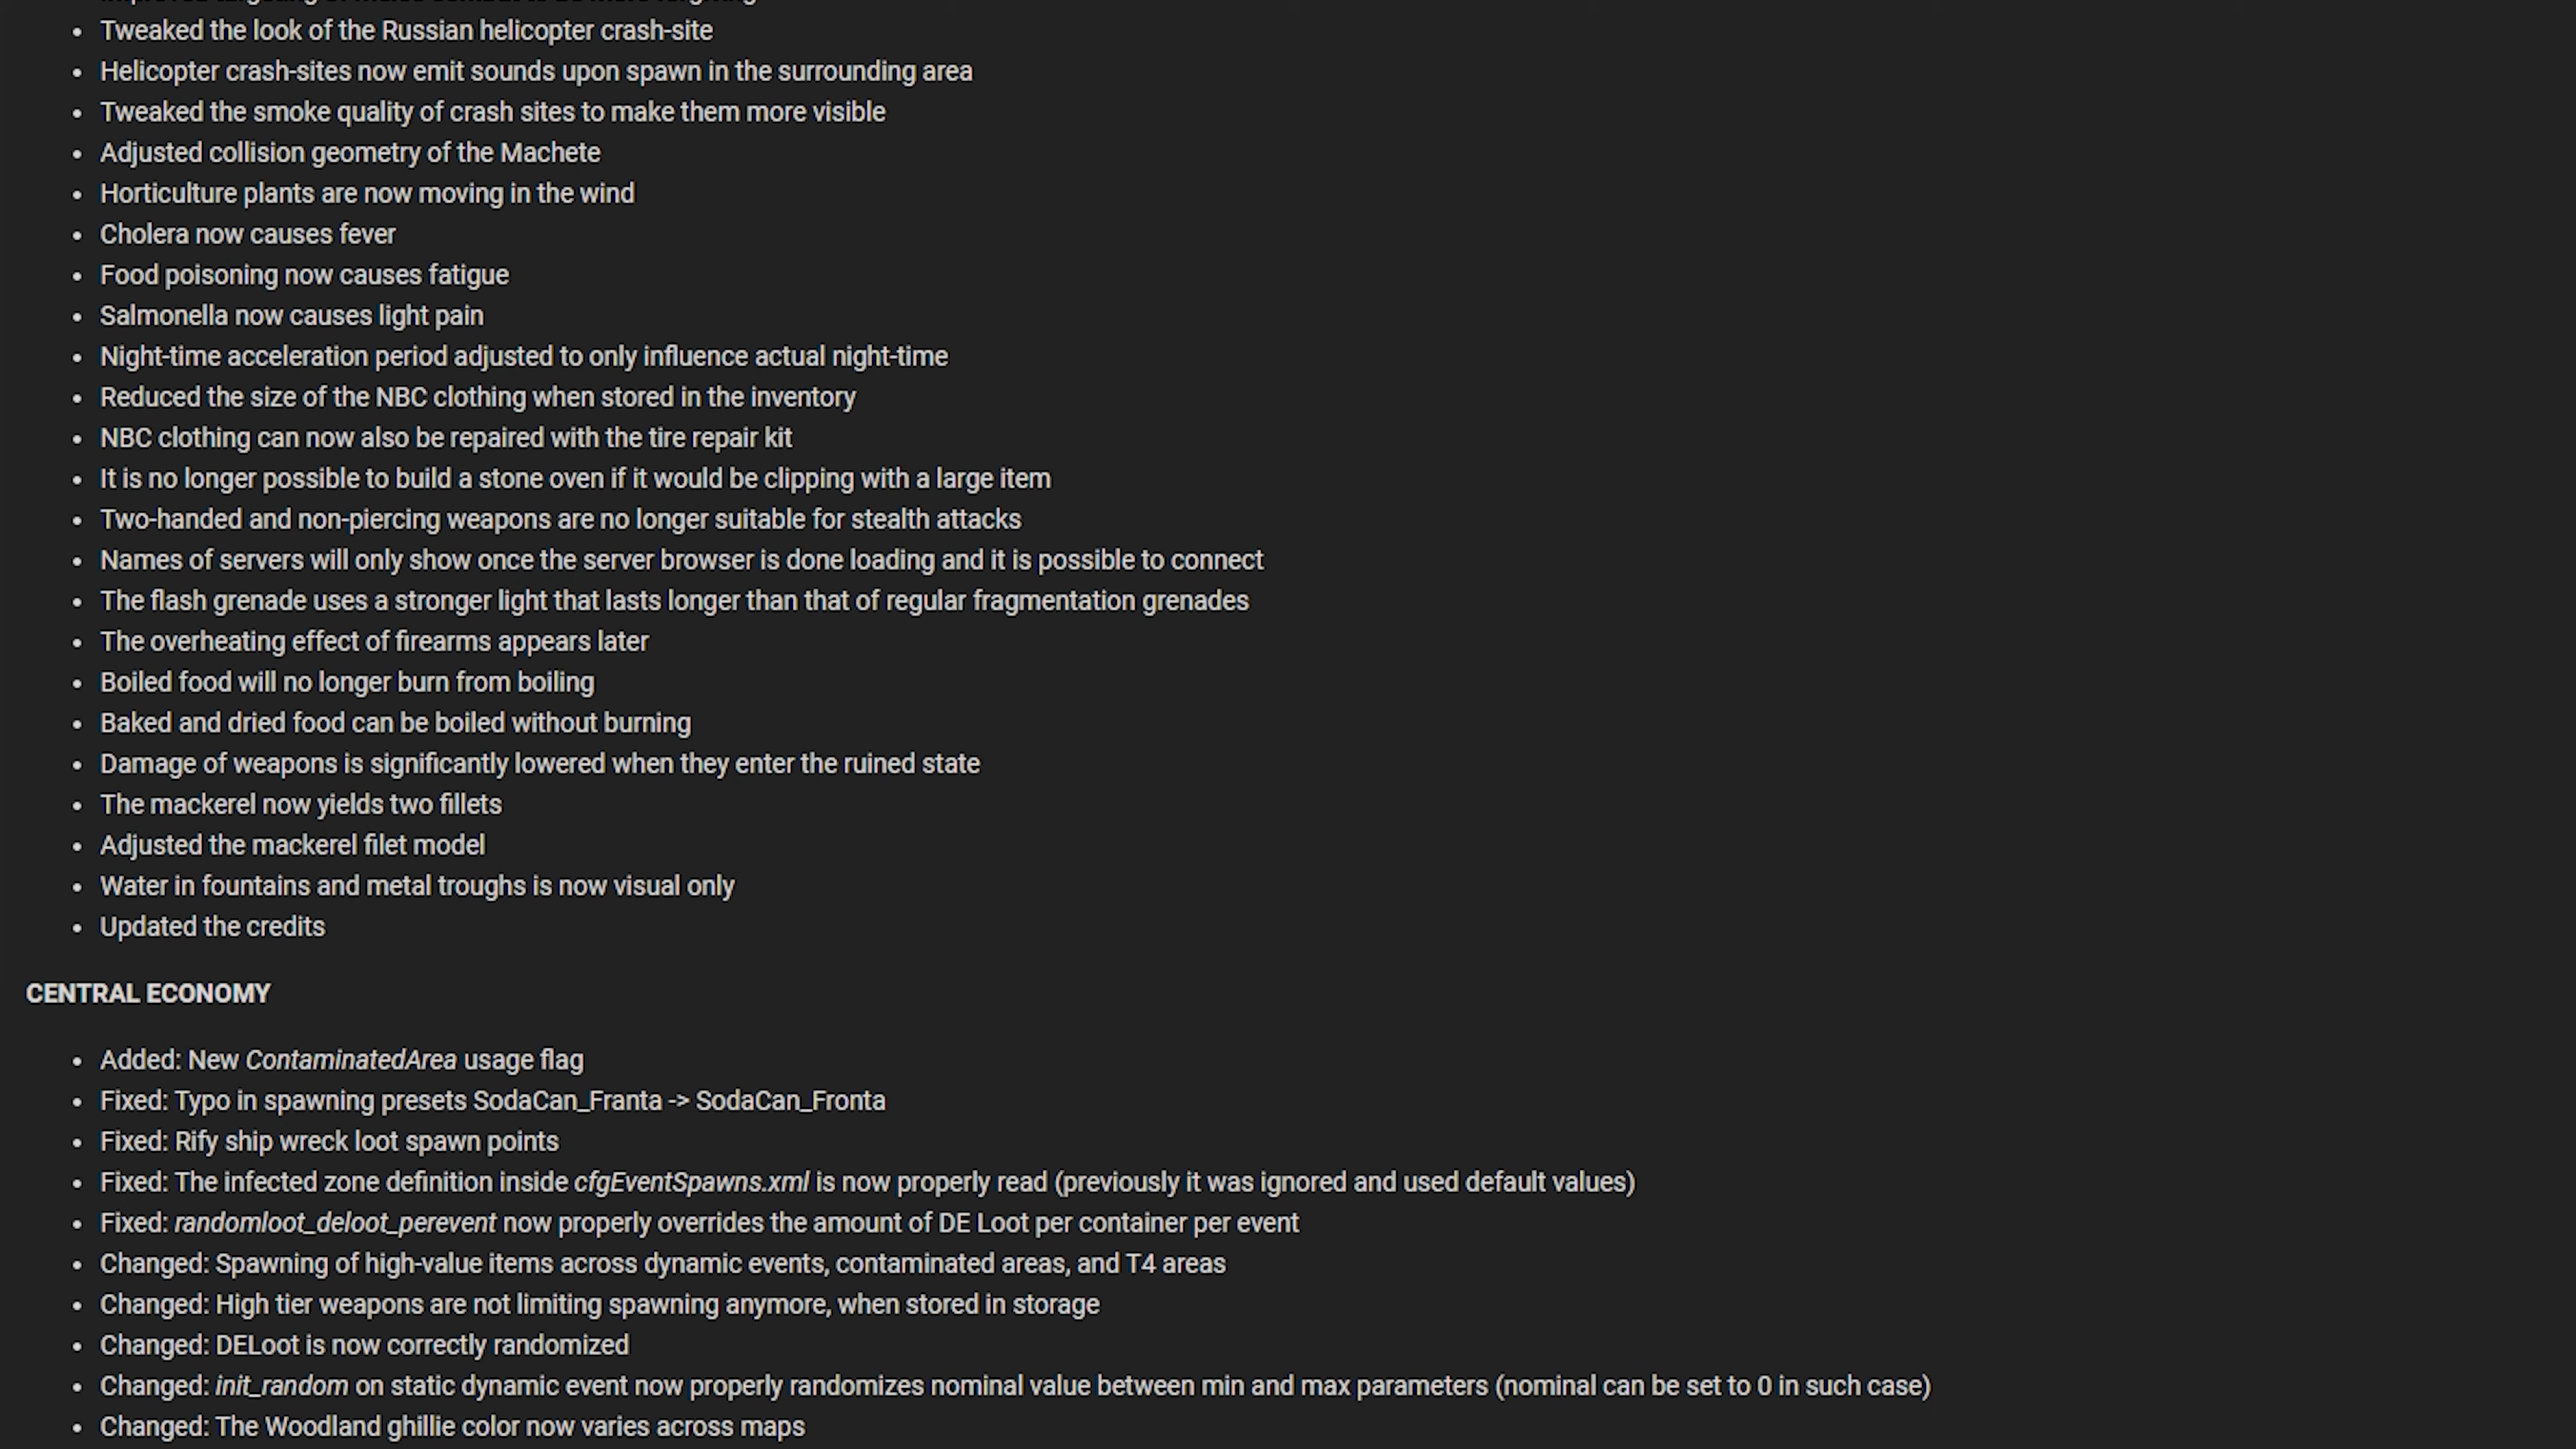 Tweaked the look of the Russian helicopter crash-site
Helicopter crash-sites now emit sounds upon spawn in the surrounding area
Tweaked the smoke quality of crash sites to make them more visible
Adjusted collision geometry of the Machete
Horticulture plants are now moving in the wind
Cholera now causes fever
Food poisoning now causes fatigue
Salmonella now causes light pain
Night-time acceleration period adjusted to only influence actual night-time
Reduced the size of the NBC clothing when stored in the inventory
NBC clothing can now also be repaired with the tire repair kit
It is no longer possible to build a stone oven if it would be clipping with a large item
Two-handed and non-piercing weapons are no longer suitable for stealth attacks
Names of servers will only show once the server browser is done loading and it is possible to connect
The flash grenade uses a stronger light that lasts longer than that of regular fragmentation grenades
The overheating effect of firearms appears later
Boiled food will no longer burn from boiling
Baked and dried food can be boiled without burning
Damage of weapons is significantly lowered when they enter the ruined state
The mackerel now yields two fillets
Adjusted the mackerel filet model
Water in fountains and metal troughs is now visual only
Updated the credits
CENTRAL ECONOMY
Added: New ContaminatedArea usage flag
Fixed: Typo in spawning presets SodaCan_Franta -> SodaCan_Fronta
Fixed: Rify ship wreck loot spawn points
Fixed: The infected zone definition inside cfgEventSpawns.xml is now properly read (previously it was ignored and used default values)
Fixed: randomloot_deloot_perevent now properly overrides the amount of DE Loot per container per event
Changed: Spawning of high-value items across dynamic events, contaminated areas, and T4 areas
Changed: High tier weapons are not limiting spawning anymore, when stored in storage
Changed: DELoot is now correctly randomized
Changed: init_random on static dynamic event now properly randomizes nominal value between min and max parameters (nominal can be set to 0 in such case)
Changed: The Woodland ghillie color now varies across maps